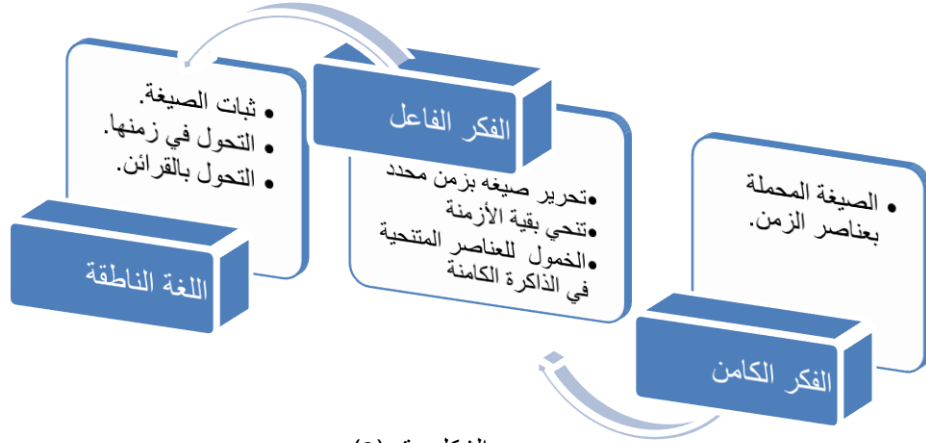 الفكر الكامن
• الصيغة المحملة
بعناصر الزمن.
الفكر الفاعل
•تحرير صيغه بزمن محدد
•تنحي بقية الأزمنة
•الخمول للعناصر المتنحية
في الذاكرة الكامنة
اللغة الناطقة
• ثبات الصيغة.
• التحول في زمنها.
• التحول بالقرائن.